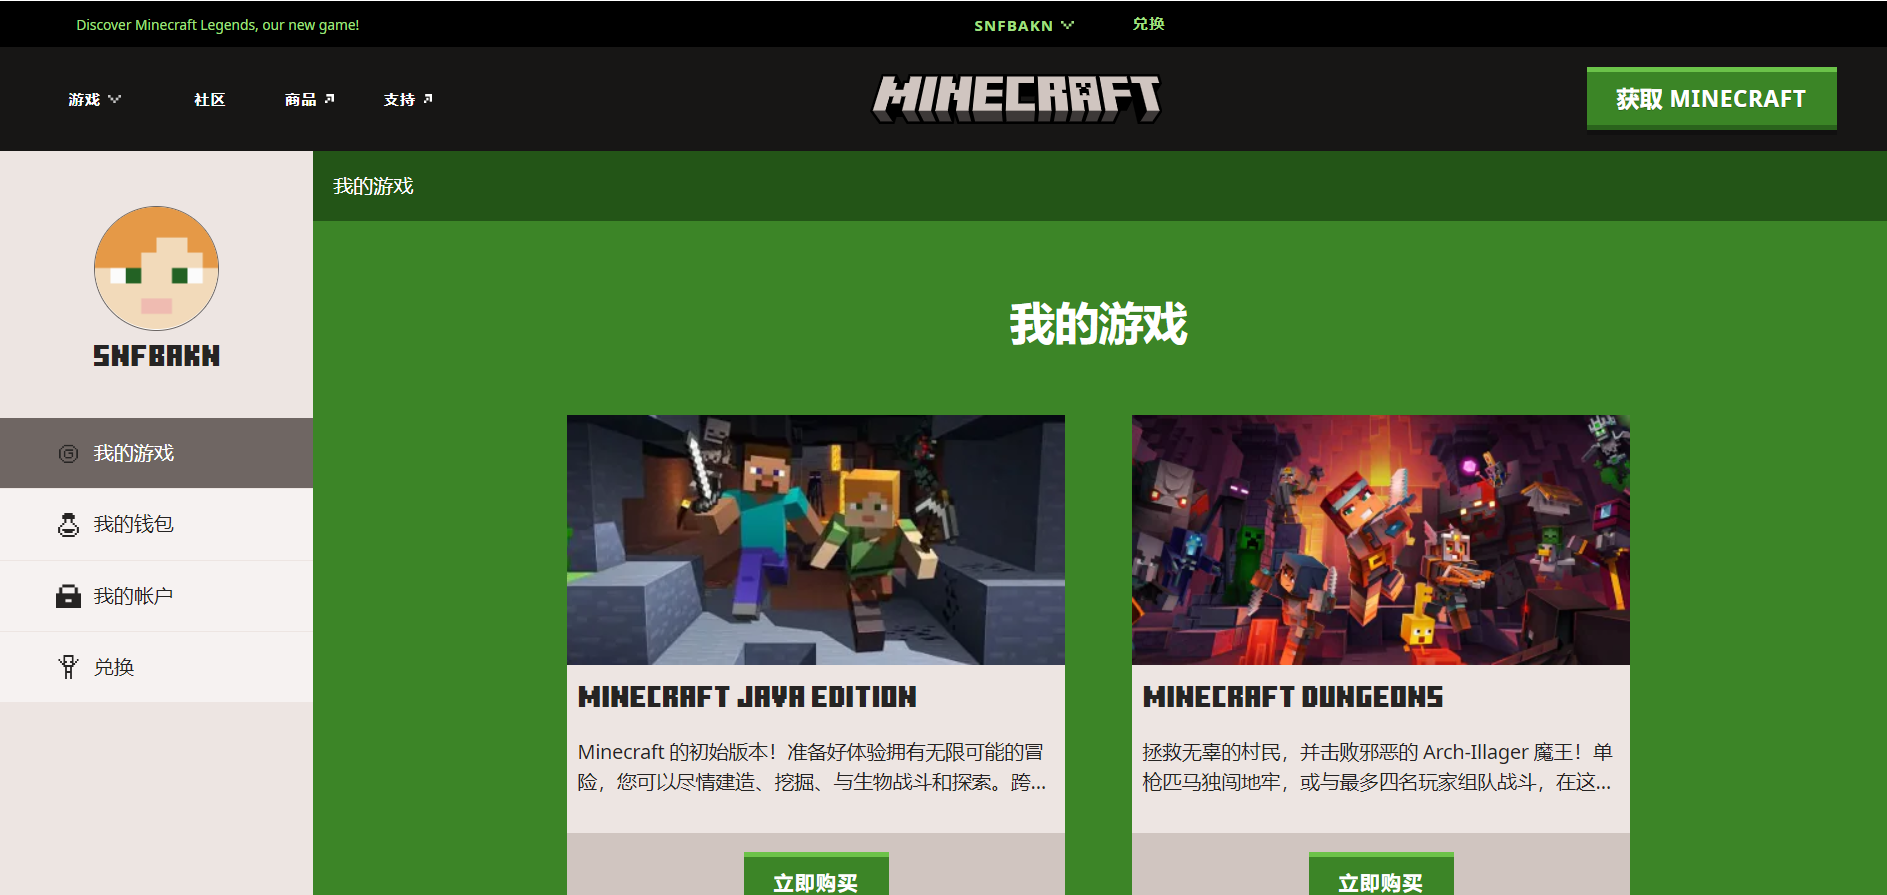 Discover Minecraft Legends, our new game!
SNFBAKN
兑换
游戏
社区
商品
支持
MINECRAFT
获取 MINECRAFT
我的游戏
SNFBAKN
我的游戏
我的钱包
我的帐户
兑换
我的游戏
MINECRAFT JAVA EDITION
Minecraft 的初始版本！准备好体验拥有无限可能的冒
险，您可以尽情建造、挖掘、与生物战斗和探索。跨...
立即购买
MINECRAFT DUNGEONS
拯救无辜的村民，并击败邪恶的 Arch-Illager 魔王！单
枪匹马独闯地牢，或与最多四名玩家组队战斗，在这...
立即购买